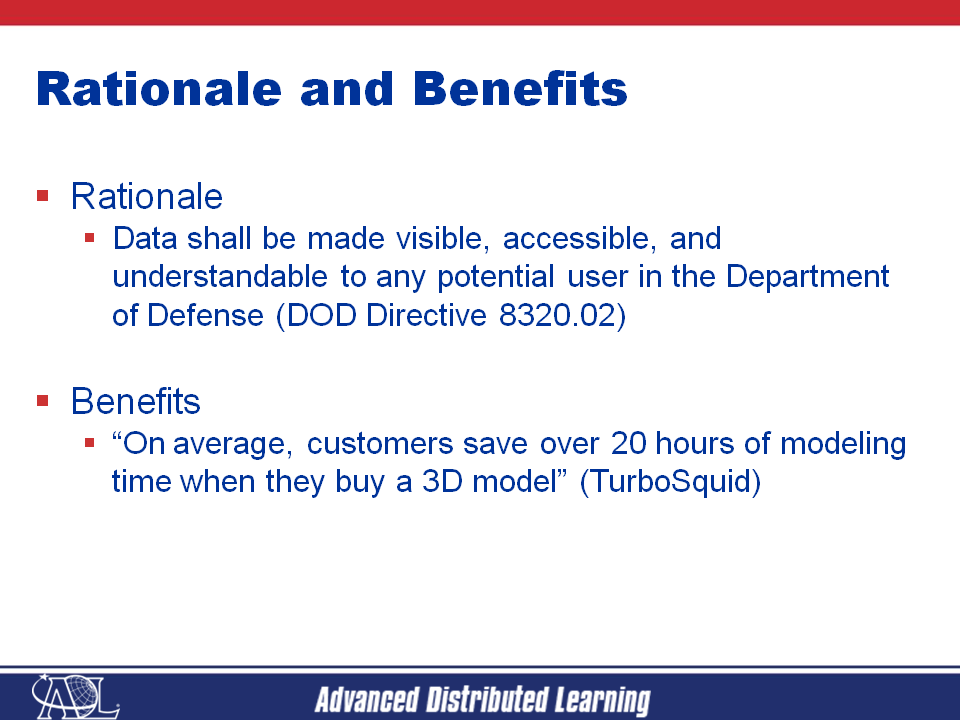 Rationale and Benefits
Rationale
Data shall be made visible, accessible, and
understandable to any potential user in the Department
of Defense (DOD Directive 8320.02)
Benefits
“On average, customers save over 20 hours of modeling
time when they buy a 3D model” (TurboSquid)
ADL
Advanced Distributed Learning